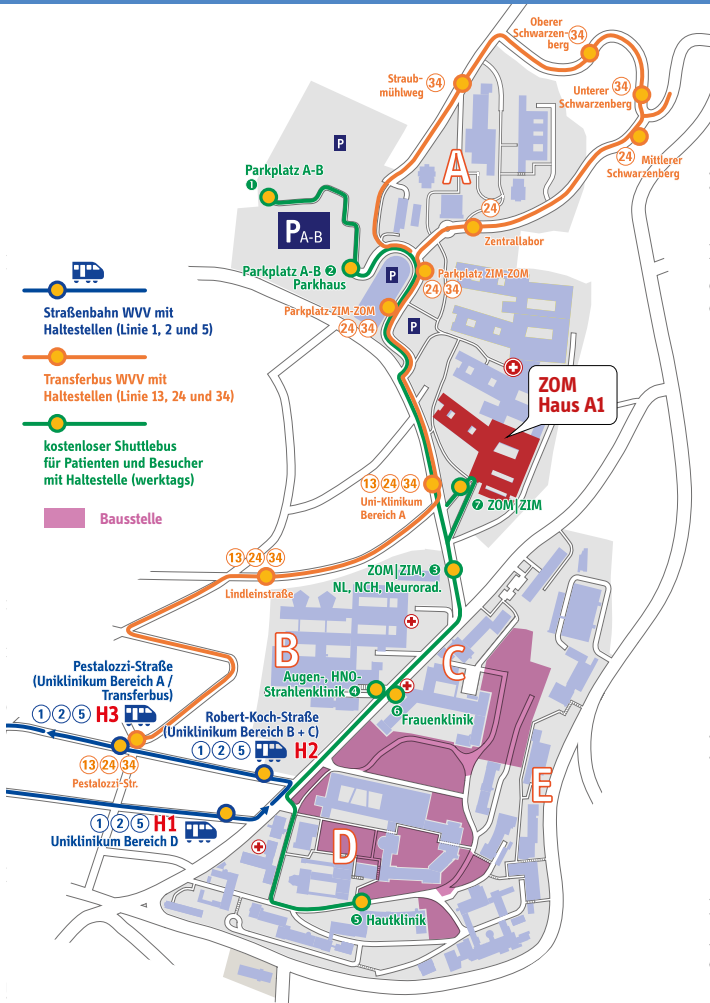 Oberer
Schwarzen-
berg
34
Straub-
mühlweg
34
Unterer
Schwarzenberg
34
24
Mittlerer
Schwarzenberg
P
A
Parkplatz A-B
1
24
Zentrallabor
P A-B
Parkplatz A-B 2
Parkhaus
P
Parkplatz ZIM-ZOM
24 34
Parkplatz ZIM-ZOM
24 34
P
Straßenbahn WVV mit
Haltestellen (Linie 1, 2 und 5)
Transferbus WVV mit
Haltestellen (Linie 13, 24 und 34)
kostenloser Shuttlebus
für Patienten und Besucher
mit Haltestelle (werktags)
Bausstelle
ZOM
Haus A1
13 24 34
Uni-Klinikum
Bereich A
7 ZOM|ZIM
13 24 34
Lindleinstraße
ZOM|ZIM, 3
NL, NCH, Neurorad.
B
C
Augen-, HNO-
Strahlenklinik 4
6
Frauenklinik
Pestalozzi-Straße
(Uniklinikum Bereich A /
Transferbus)
1 2 5 H3
13 24 34
Pestalozzi-Str.
Robert-Koch-Straße
(Uniklinikum Bereich B + C)
1 2 5 H2
E
1 2 5 H1
Uniklinikum Bereich D
D
5 Hautklinik